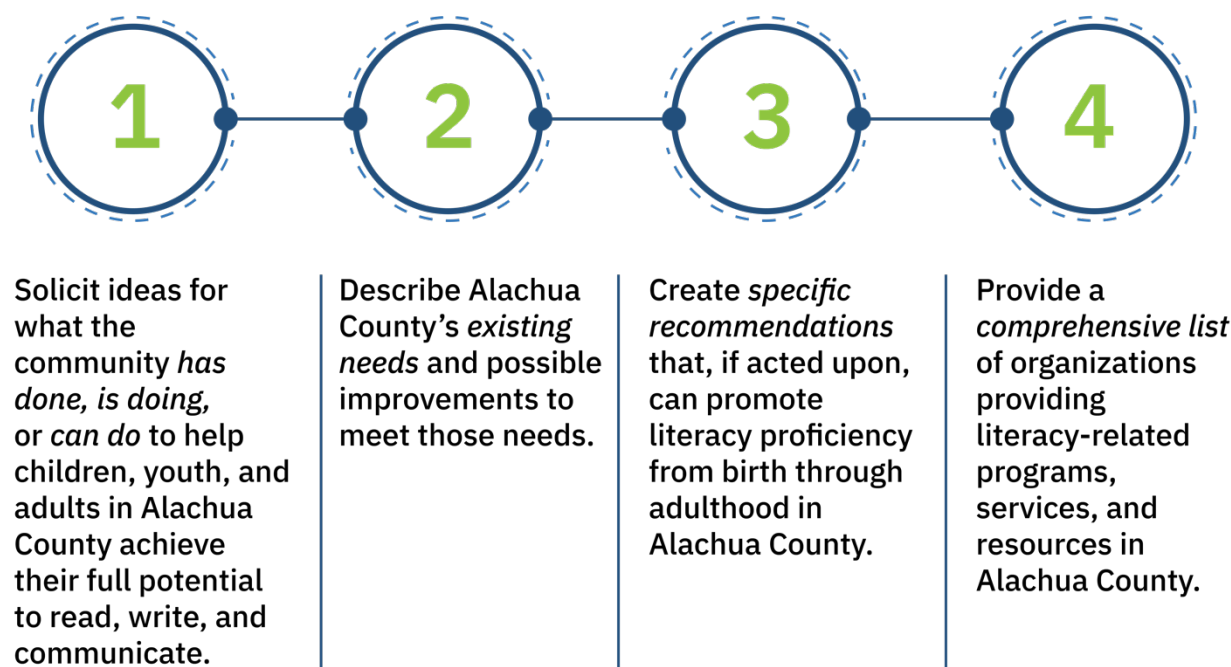 1
2
3
4
Solicit ideas for
what the
community has
done, is doing,
or can do to help
children, youth, and
adults in Alachua
County achieve
their full potential
to read, write, and
communicate.
Describe Alachua
County’s existing
needs and possible
improvements to
meet those needs.
Create specific
recommendations
that, if acted upon,
can promote
literacy proficiency
from birth through
adulthood in
Alachua County.
Provide a
comprehensive list
of organizations
providing
literacy-related
programs,
services, and
resources in
Alachua County.